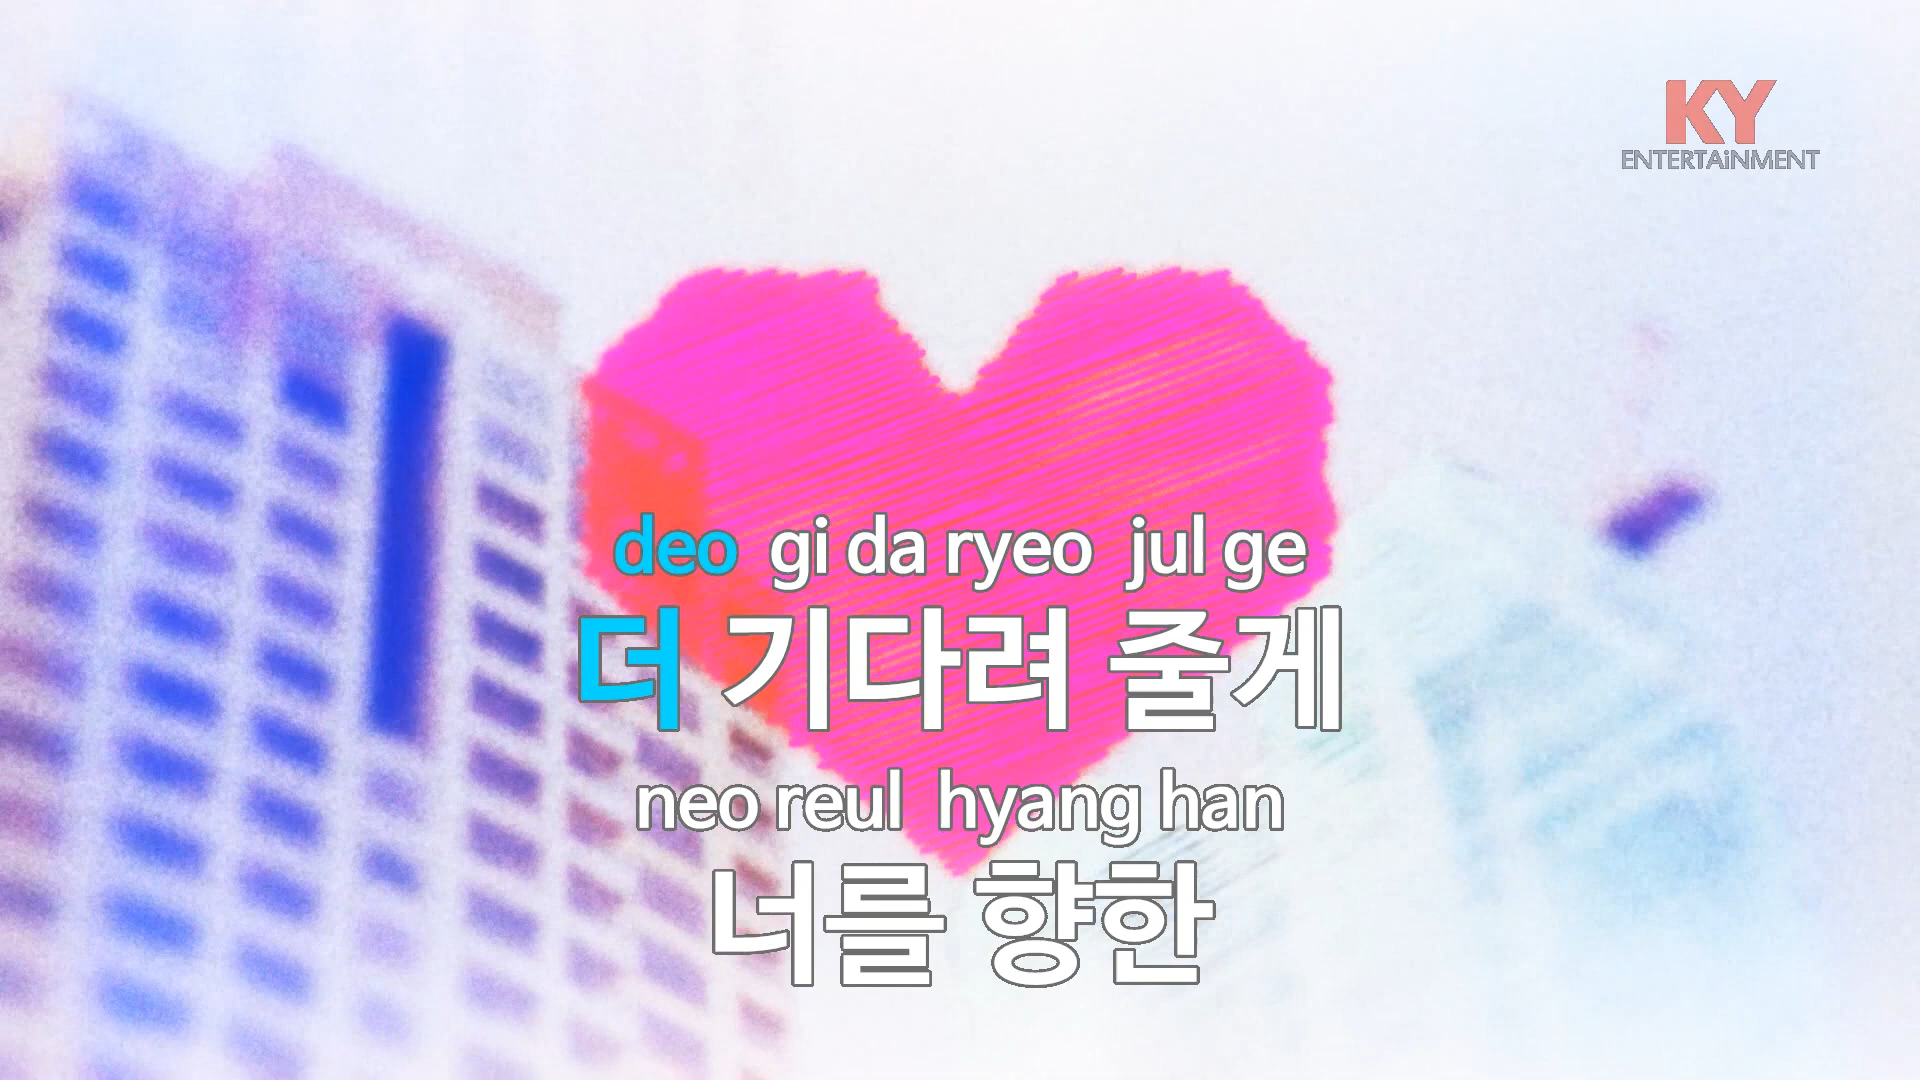 KY
ENTERTAiNMENT
deo gi da ryeo jul ge
더 기다려 줄게
neo reul hyang han
너를 향한